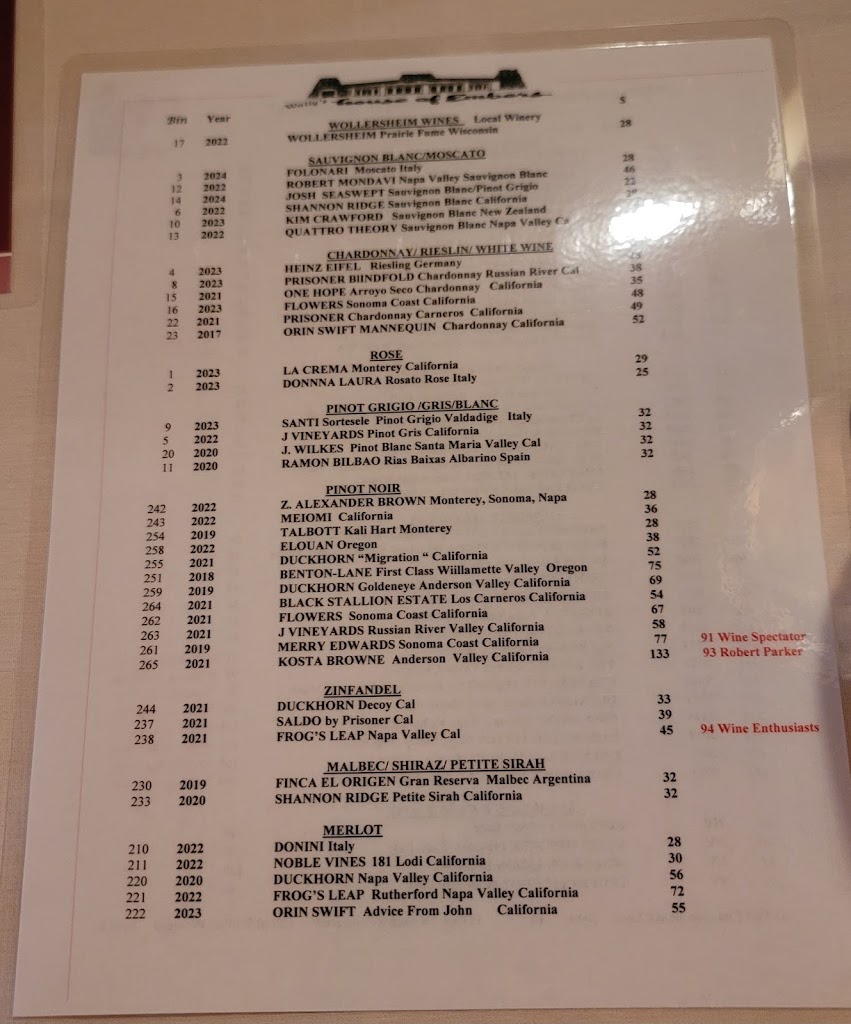 Wally's House of Embers
Bin Year $
WOLLERSHEIM WINES Local Winery
17 2022 WOLLERSHEIM Prairie Fume Wisconsin 28
SAUVIGNON BLANC/MOSCATO
3 2024 FOLONARI Moscato Italy 28
12 2022 ROBERT MONDAVI Napa Valley Sauvignon Blanc 46
14 2024 JOSH SEASWEPT Sauvignon Blanc/Pinot Grigio 22
6 2022 SHANNON RIDGE Sauvignon Blanc California
10 2023 KIM CRAWFORD Sauvignon Blanc New Zealand
13 2022 QUATTRO THEORY Sauvignon Blanc Napa Valley
CHARDONNAY/ RIESLIN/ WHITE WINE
4 2023 HEINZ EIFEL Riesling Germany
8 2023 PRISONER BIINDFOLD Chardonnay Russian River Cal 38
15 2021 ONE HOPE Arroyo Seco Chardonnay California 35
16 2023 FLOWERS Sonoma Coast California 48
22 2021 PRISONER Chardonnay Carneros California 49
23 2017 ORIN SWIFT MANNEQUIN Chardonnay California 52
ROSE
1 2023 LA CREMA Monterey California 29
2 2023 DONNNA LAURA Rosato Rose Italy 25
PINOT GRIGIO /GRIS/BLANC
9 2023 SANTI Sortesele Pinot Grigio Valdadige Italy 32
5 2022 J VINEYARDS Pinot Gris California 32
20 2020 J. WILKES Pinot Blanc Santa Maria Valley Cal 32
11 2020 RAMON BILBAO Rias Baixas Albarino Spain 32
PINOT NOIR
242 2022 Z. ALEXANDER BROWN Monterey, Sonoma, Napa 28
243 2022 MEIOMI California 36
254 2019 TALBOTT Kali Hart Monterey 28
258 2022 ELOUAN Oregon 38
255 2021 DUCKHORN “Migration “ California 52
251 2018 BENTON-LANE First Class Wiillamette Valley Oregon 75
259 2019 DUCKHORN Goldeneye Anderson Valley California 69
264 2021 BLACK STALLION ESTATE Los Carneros California 54
262 2021 FLOWERS Sonoma Coast California 67
263 2021 J VINEYARDS Russian River Valley California 58
261 2019 MERRY EDWARDS Sonoma Coast California 77 91 Wine Spectator
265 2021 KOSTA BROWNE Anderson Valley California 133 93 Robert Parker
ZINFANDEL
244 2021 DUCKHORN Decoy Cal 33
237 2021 SALDO by Prisoner Cal 39
238 2021 FROG'S LEAP Napa Valley Cal 45 94 Wine Enthusiasts
MALBEC/ SHIRAZ/ PETITE SIRAH
230 2019 FINCA EL ORIGEN Gran Reserva Malbec Argentina 32
233 2020 SHANNON RIDGE Petite Sirah California 32
MERLOT
210 2022 DONINI Italy 28
211 2022 NOBLE VINES 181 Lodi California 30
220 2020 DUCKHORN Napa Valley California 56
221 2022 FROG'S LEAP Rutherford Napa Valley California 72
222 2023 ORIN SWIFT Advice From John California 55